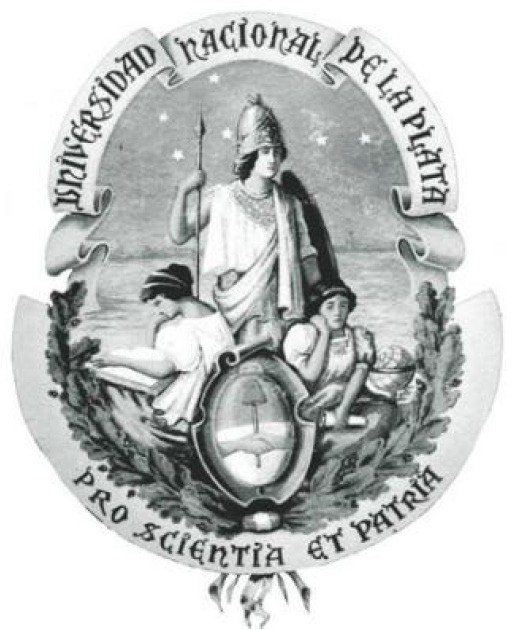 UNIVERSIDAD NACIONAL DE LA PLATA
PRO SCIENTIA ET PATRIA